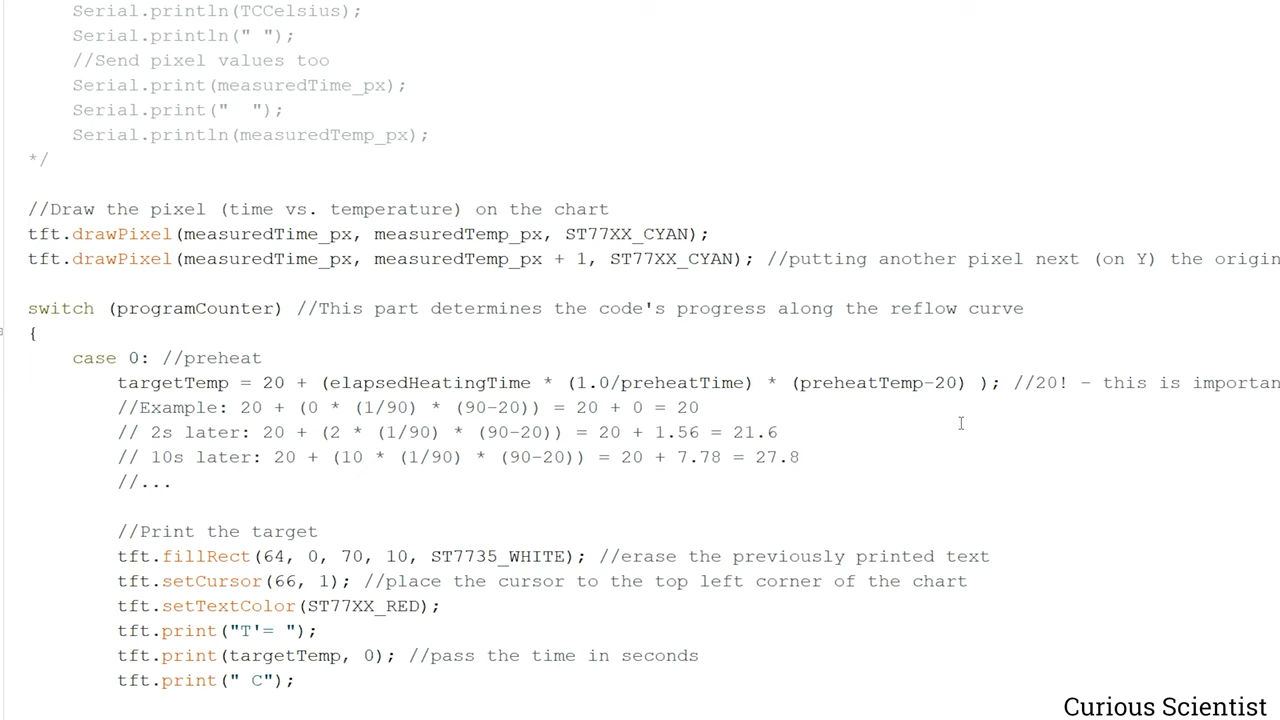 Serial.println(TCCelsius);
Serial.println(" ");
//Send pixel values too
Serial.print(measuredTime_px);
Serial.print("  ");
Serial.println(measuredTemp_px);
*/
//Draw the pixel (time vs. temperature) on the chart
tft.drawPixel(measuredTime_px, measuredTemp_px, ST77XX_CYAN);
tft.drawPixel(measuredTime_px, measuredTemp_px + 1, ST77XX_CYAN); //putting another pixel next (on Y) the origin
switch (programCounter) //This part determines the code's progress along the reflow curve
{
case 0: //preheat
targetTemp = 20 + (elapsedHeatingTime * (1.0/preheatTime) * (preheatTemp-20) ); //20! - this is importan
//Example: 20 + (0 * (1/90) * (90-20)) = 20 + 0 = 20
// 2s later: 20 + (2 * (1/90) * (90-20)) = 20 + 1.56 = 21.6
// 10s later: 20 + (10 * (1/90) * (90-20)) = 20 + 7.78 = 27.8
//...
//Print the target
tft.fillRect(64, 0, 70, 10, ST7735_WHITE); //erase the previously printed text
tft.setCursor(66, 1); //place the cursor to the top left corner of the chart
tft.setTextColor(ST77XX_RED);
tft.print("T'= ");
tft.print(targetTemp, 0); //pass the time in seconds
tft.print(" C");
Curious Scientist